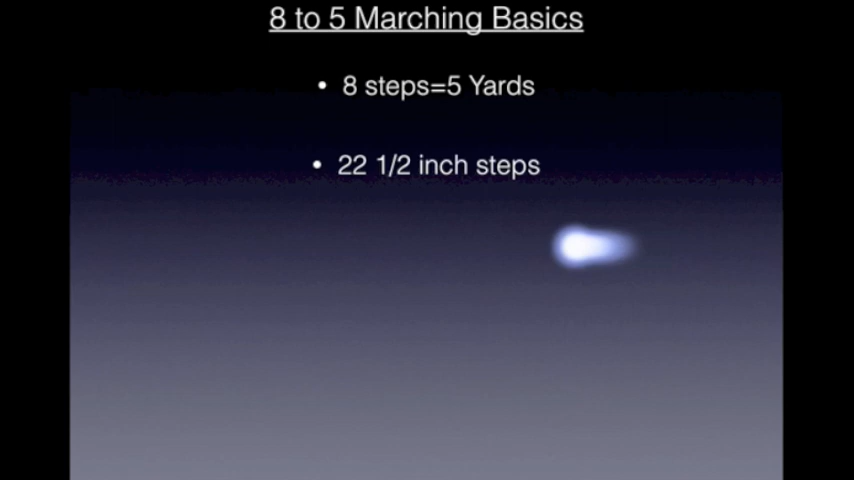 8 to 5 Marching Basics
• 8 steps=5 Yards
• 22 1/2 inch steps